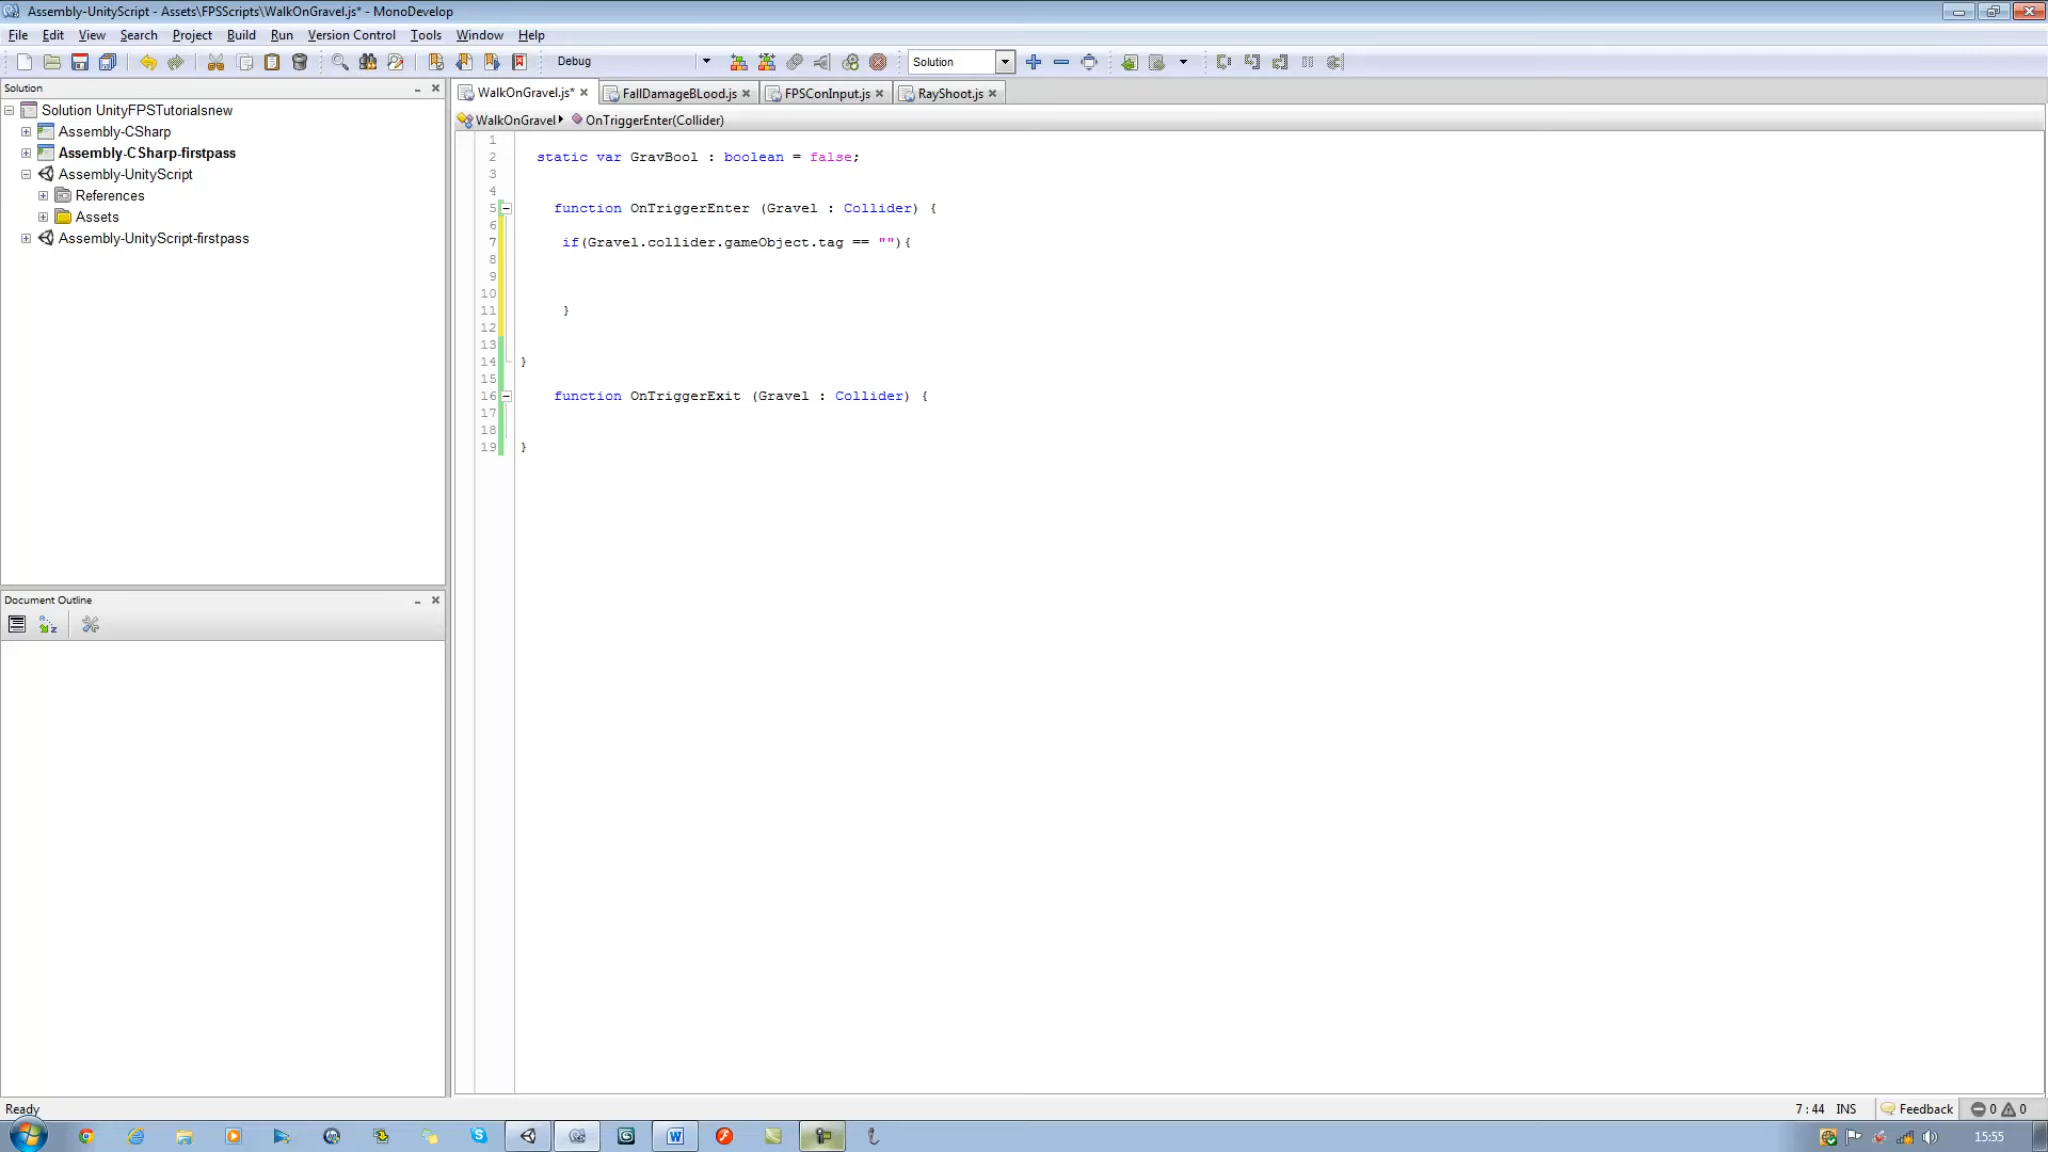 Assembly-UnityScript - Assets\FPSScripts\WalkOnGravel.js* - MonoDevelop
File Edit View Search Project Build Run Version Control Tools Window Help
Debug Solution
Solution
Solution UnityFPSTutorialsnew
Assembly-CSharp
Assembly-CSharp-firstpass
Assembly-UnityScript
References
Assets
Assembly-UnityScript-firstpass
Document Outline
WalkOnGravel.js* FallDamageBLood.js FPSConInput.js RayShoot.js
WalkOnGravel OnTriggerEnter(Collider)
1
2 static var GravBool : boolean = false;
3
4
5 function OnTriggerEnter (Gravel : Collider) {
6
7 if(Gravel.collider.gameObject.tag == ""){
8
9
10
11 }
12
13
14 }
15
16 function OnTriggerExit (Gravel : Collider) {
17
18
19 }
Ready 7 : 44 INS Feedback 0 0
15:55